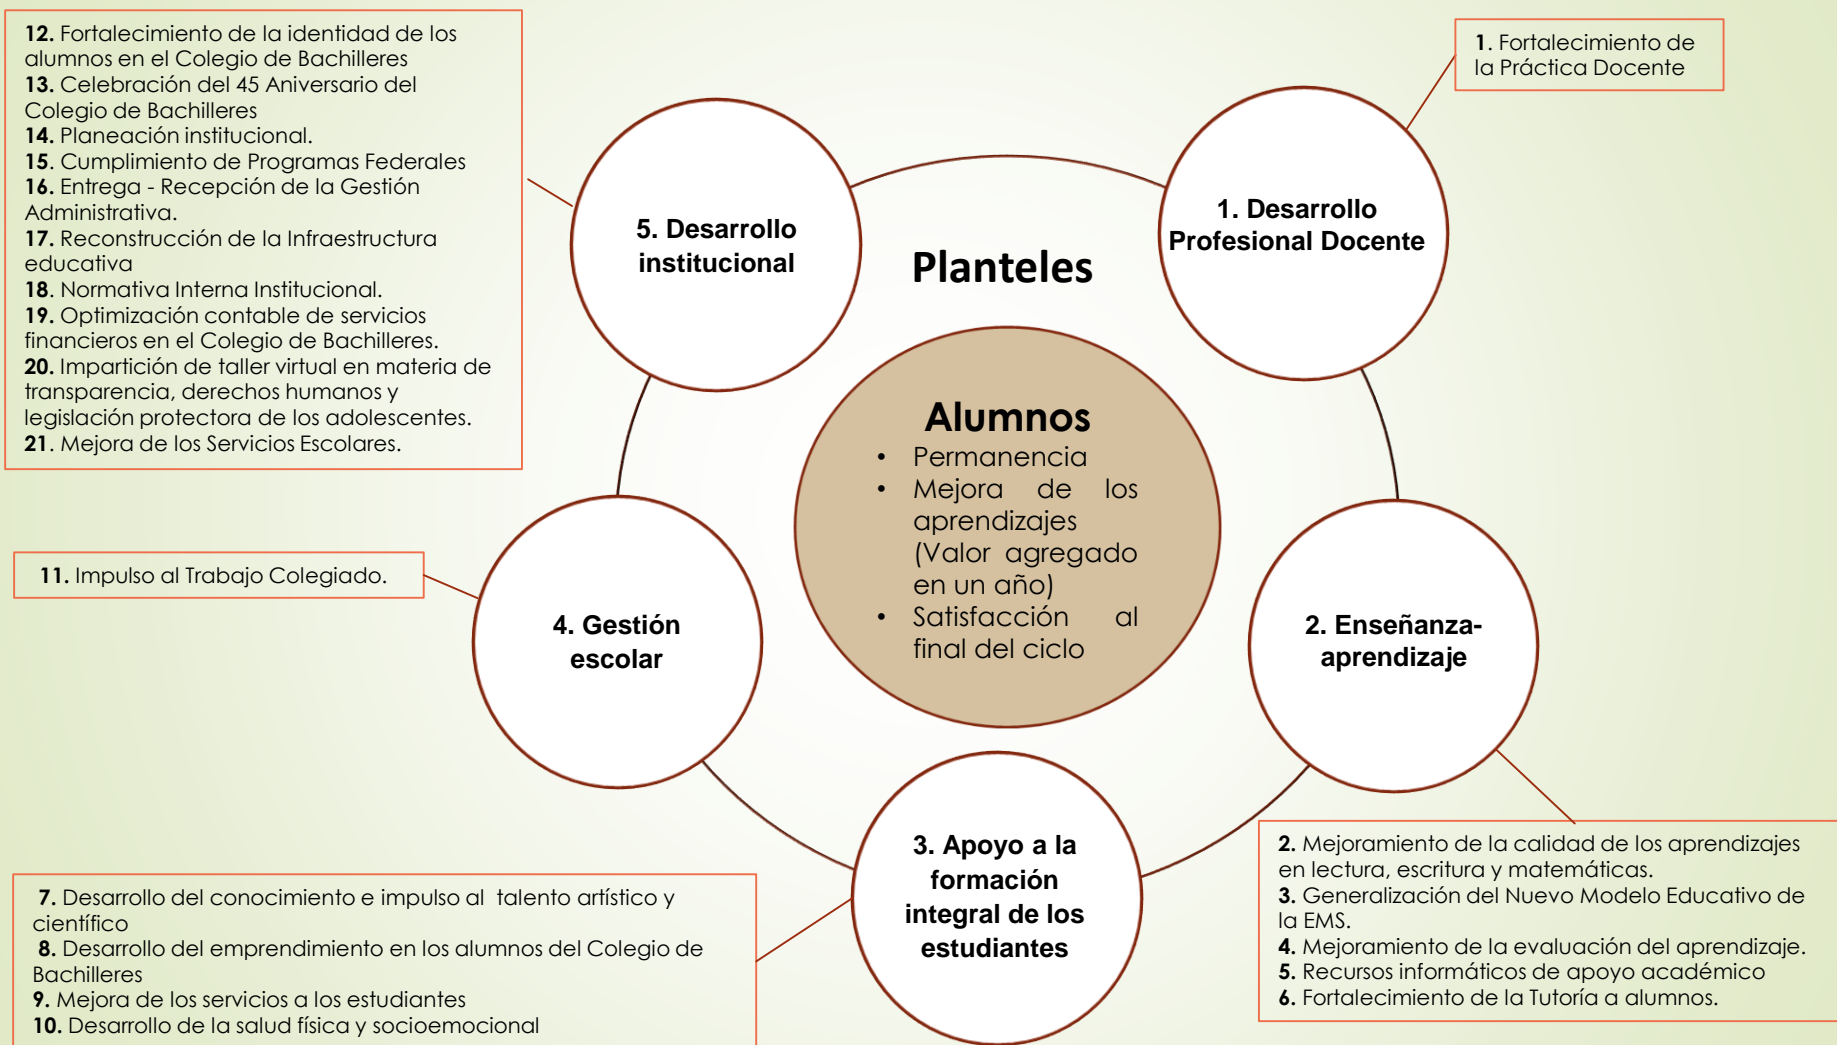 12. Fortalecimiento de la identidad de los
alumnos en el Colegio de Bachilleres
13. Celebración del 45 Aniversario del
Colegio de Bachilleres
14. Planeación institucional.
15. Cumplimiento de Programas Federales
16. Entrega - Recepción de la Gestión
Administrativa.
17. Reconstrucción de la Infraestructura
educativa
18. Normativa Interna Institucional.
19. Optimización contable de servicios
financieros en el Colegio de Bachilleres.
20. Impartición de taller virtual en materia de
transparencia, derechos humanos y
legislación protectora de los adolescentes.
21. Mejora de los Servicios Escolares.
1. Fortalecimiento de
la Práctica Docente
5. Desarrollo
institucional
Planteles
1. Desarrollo
Profesional Docente
Alumnos
• Permanencia
• Mejora de los
aprendizajes
(Valor agregado
en un año)
• Satisfacción al
final del ciclo
11. Impulso al Trabajo Colegiado.
4. Gestión
escolar
2. Enseñanza-
aprendizaje
3. Apoyo a la
formación
integral de los
estudiantes
7. Desarrollo del conocimiento e impulso al talento artístico y
científico
8. Desarrollo del emprendimiento en los alumnos del Colegio de
Bachilleres
9. Mejora de los servicios a los estudiantes
10. Desarrollo de la salud física y socioemocional
2. Mejoramiento de la calidad de los aprendizajes
en lectura, escritura y matemáticas.
3. Generalización del Nuevo Modelo Educativo de
la EMS.
4. Mejoramiento de la evaluación del aprendizaje.
5. Recursos informáticos de apoyo académico
6. Fortalecimiento de la Tutoría a alumnos.